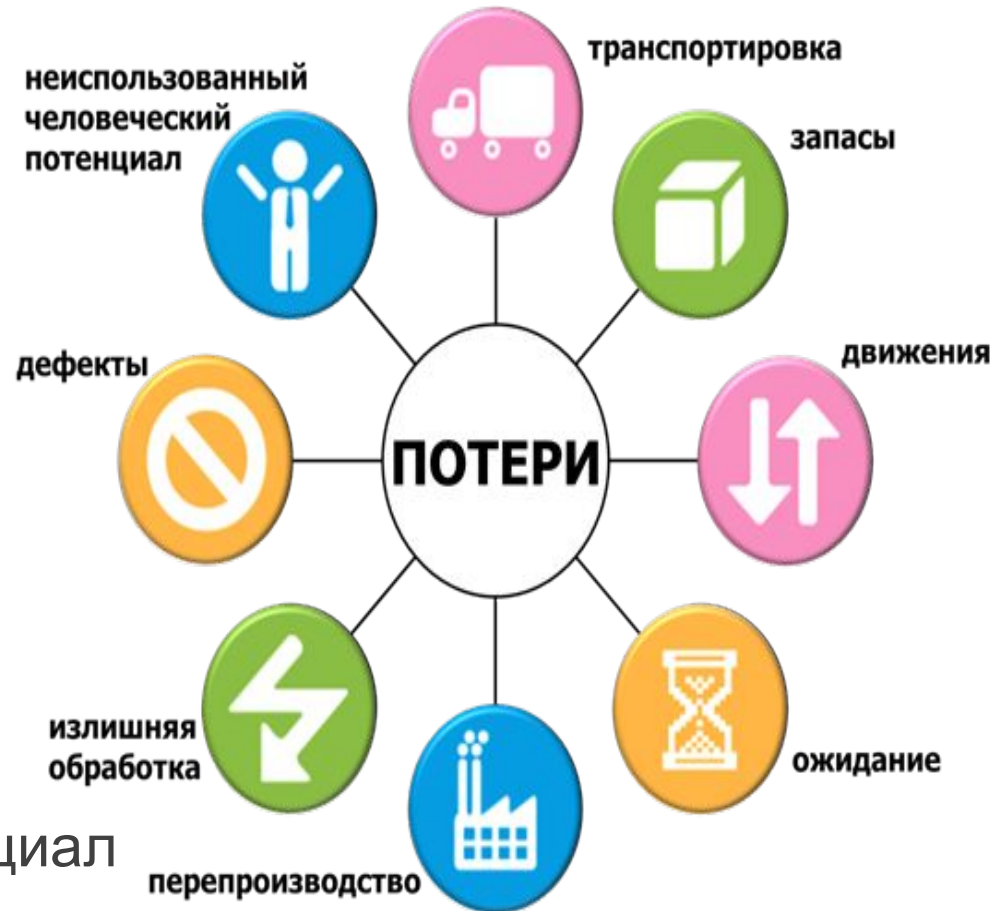 транспортировка
неиспользованный
человеческий
потенциал
запасы
движения
дефекты
ПОТЕРИ
излишняя
обработка
ожидание
циал
перепроизводство